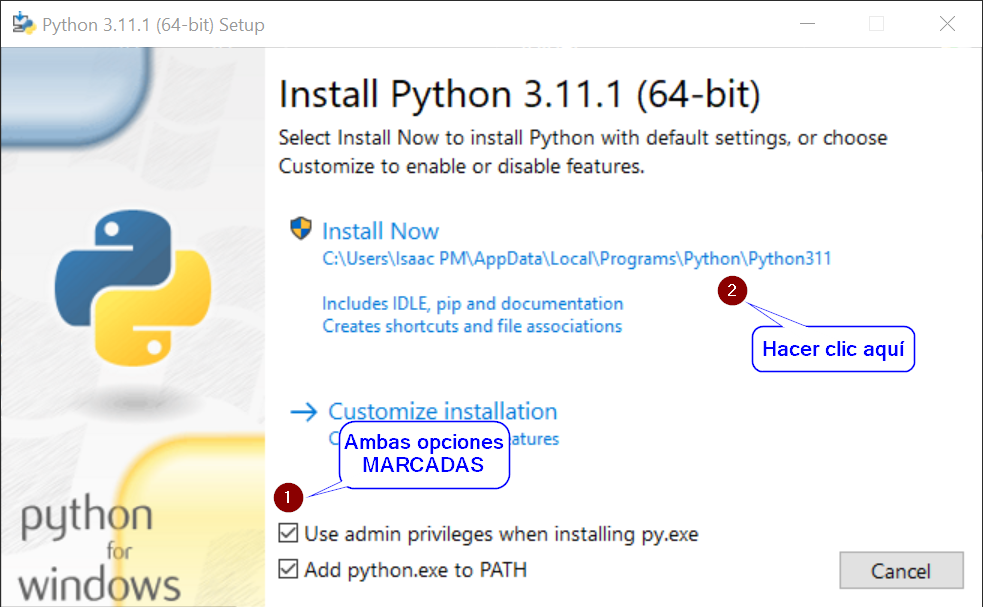 Python 3.11.1 (64-bit) Setup
Install Python 3.11.1 (64-bit)
Select Install Now to install Python with default settings, or choose
Customize to enable or disable features.
Install Now
C:\Users\Isaac PM\AppData\Local\Programs\Python\Python311
2
Includes IDLE, pip and documentation
Creates shortcuts and file associations
Hacer clic aquí
Customize installation
Ambas opciones
MARCADAS
1
Use admin privileges when installing py.exe
Add python.exe to PATH
Cancel
python
for
windows